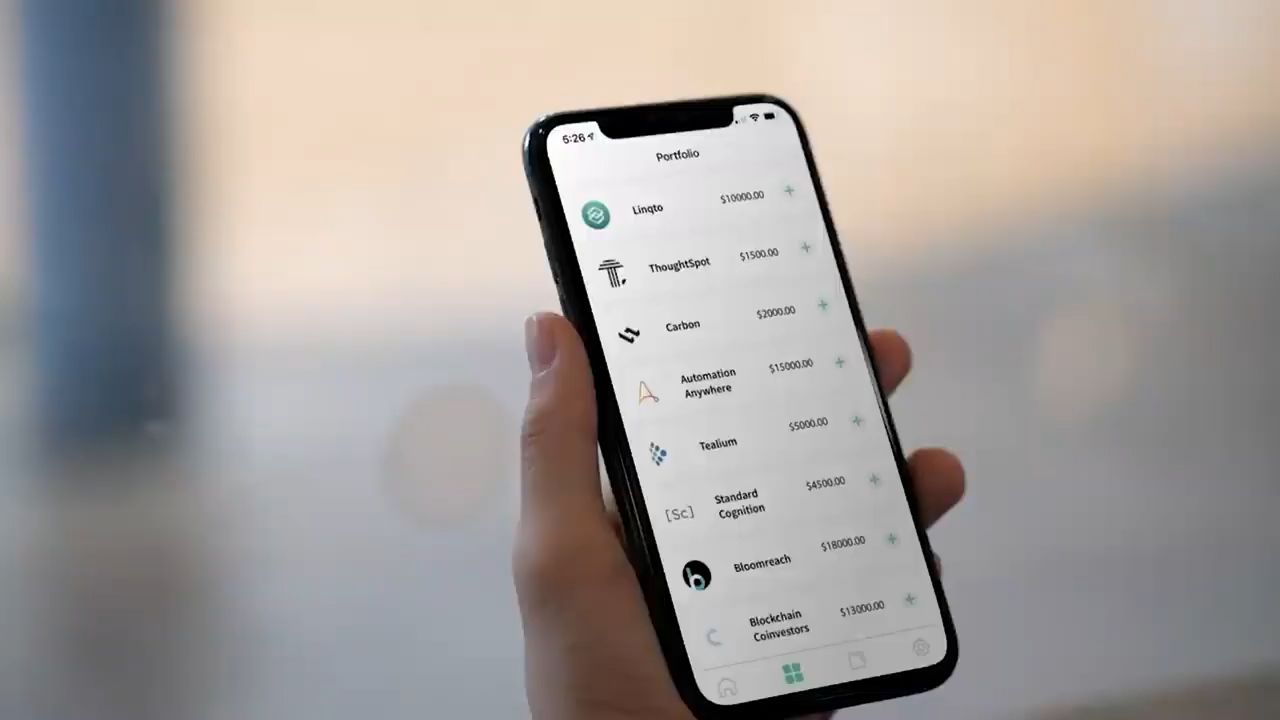 5:26
Portfolio
Linqto $10000.00 +
ThoughtSpot $1500.00 +
Carbon $2000.00 +
Automation
Anywhere $15000.00 +
Tealium $5000.00 +
[Sc] Standard
Cognition $4500.00 +
b Bloomreach $18000.00 +
Blockchain
Coinvestors $13000.00 +